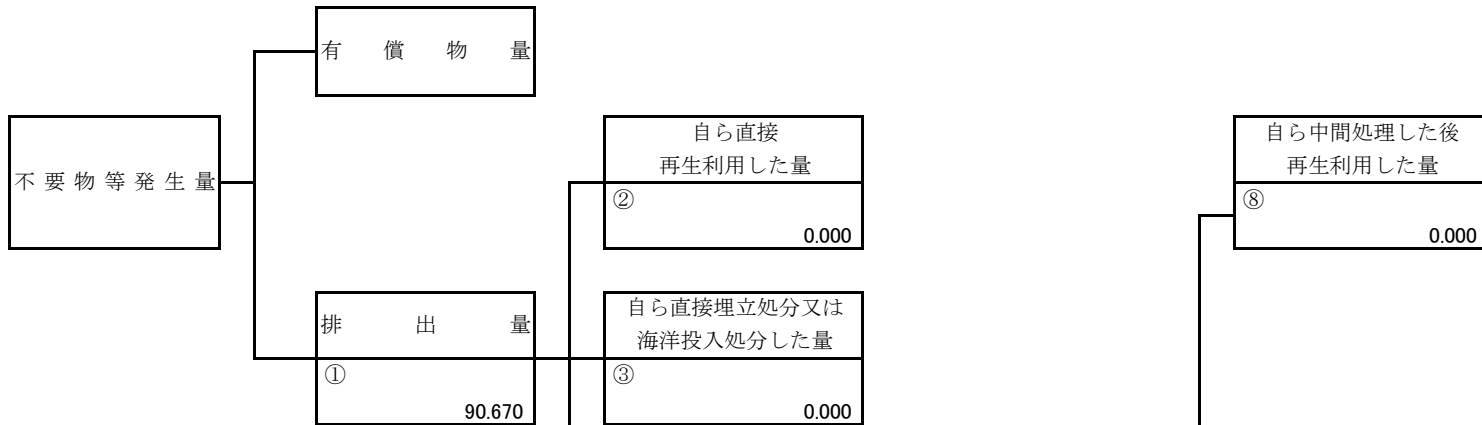 有償物量
不要物等発生量
自ら直接
再生利用した量
②
0.000
自ら中間処理した後
再生利用した量
⑧
0.000
排出量
①
90.670
自ら直接埋立処分又は
海洋投入処分した量
③
0.000